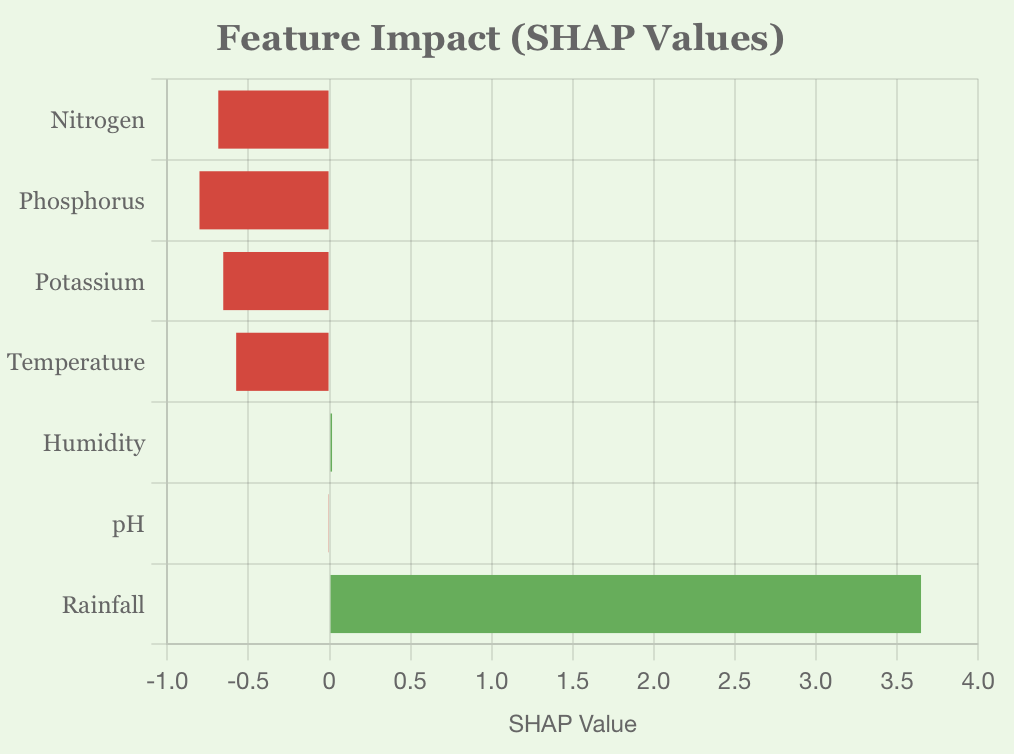 Feature Impact (SHAP Values)
Nitrogen
Phosphorus
Potassium
Temperature
Humidity
pH
Rainfall
-1.0 -0.5 0 0.5 1.0 1.5 2.0 2.5 3.0 3.5 4.0
SHAP Value